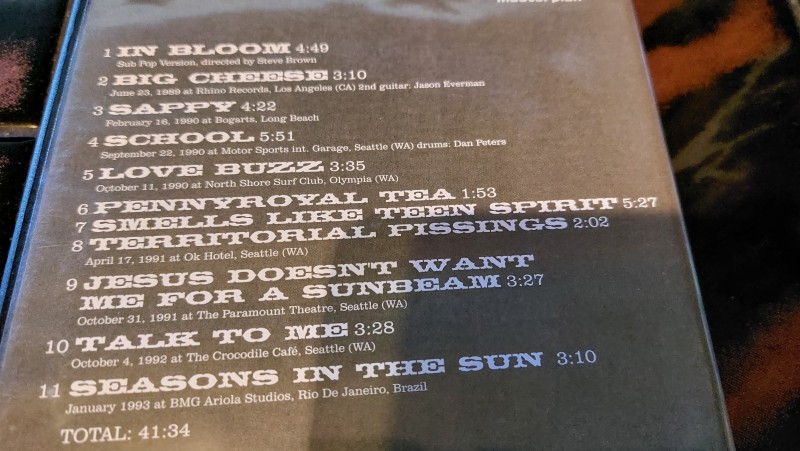 1 IN BLOOM 4:49
Sub Pop Version, directed by Steve Brown
2 BIG CHEESE 3:10
June 23, 1989 at Rhino Records, Los Angeles (CA) 2nd guitar: Jason Everman
3 SAPPY 4:22
February 16, 1990 at Bogarts, Long Beach
4 SCHOOL 5:51
September 22, 1990 at Motor Sports int. Garage, Seattle (WA) drums: Dan Peters
5 LOVE BUZZ 3:35
October 11, 1990 at North Shore Surf Club, Olympia (WA)
6 PENNYROYAL TEA 1:53
7 SMELLS LIKE TEEN SPIRIT 5:27
8 TERRITORIAL PISSINGS 2:02
April 17, 1991 at Ok Hotel, Seattle (WA)
9 JESUS DOESN'T WANT
ME FOR A SUNBEAM 3:27
October 31, 1991 at The Paramount Theatre, Seattle (WA)
10 TALK TO ME 3:28
October 4, 1992 at The Crocodile Café, Seattle (WA)
11 SEASONS IN THE SUN 3:10
January 1993 at BMG Ariola Studios, Rio De Janeiro, Brazil
TOTAL: 41:34